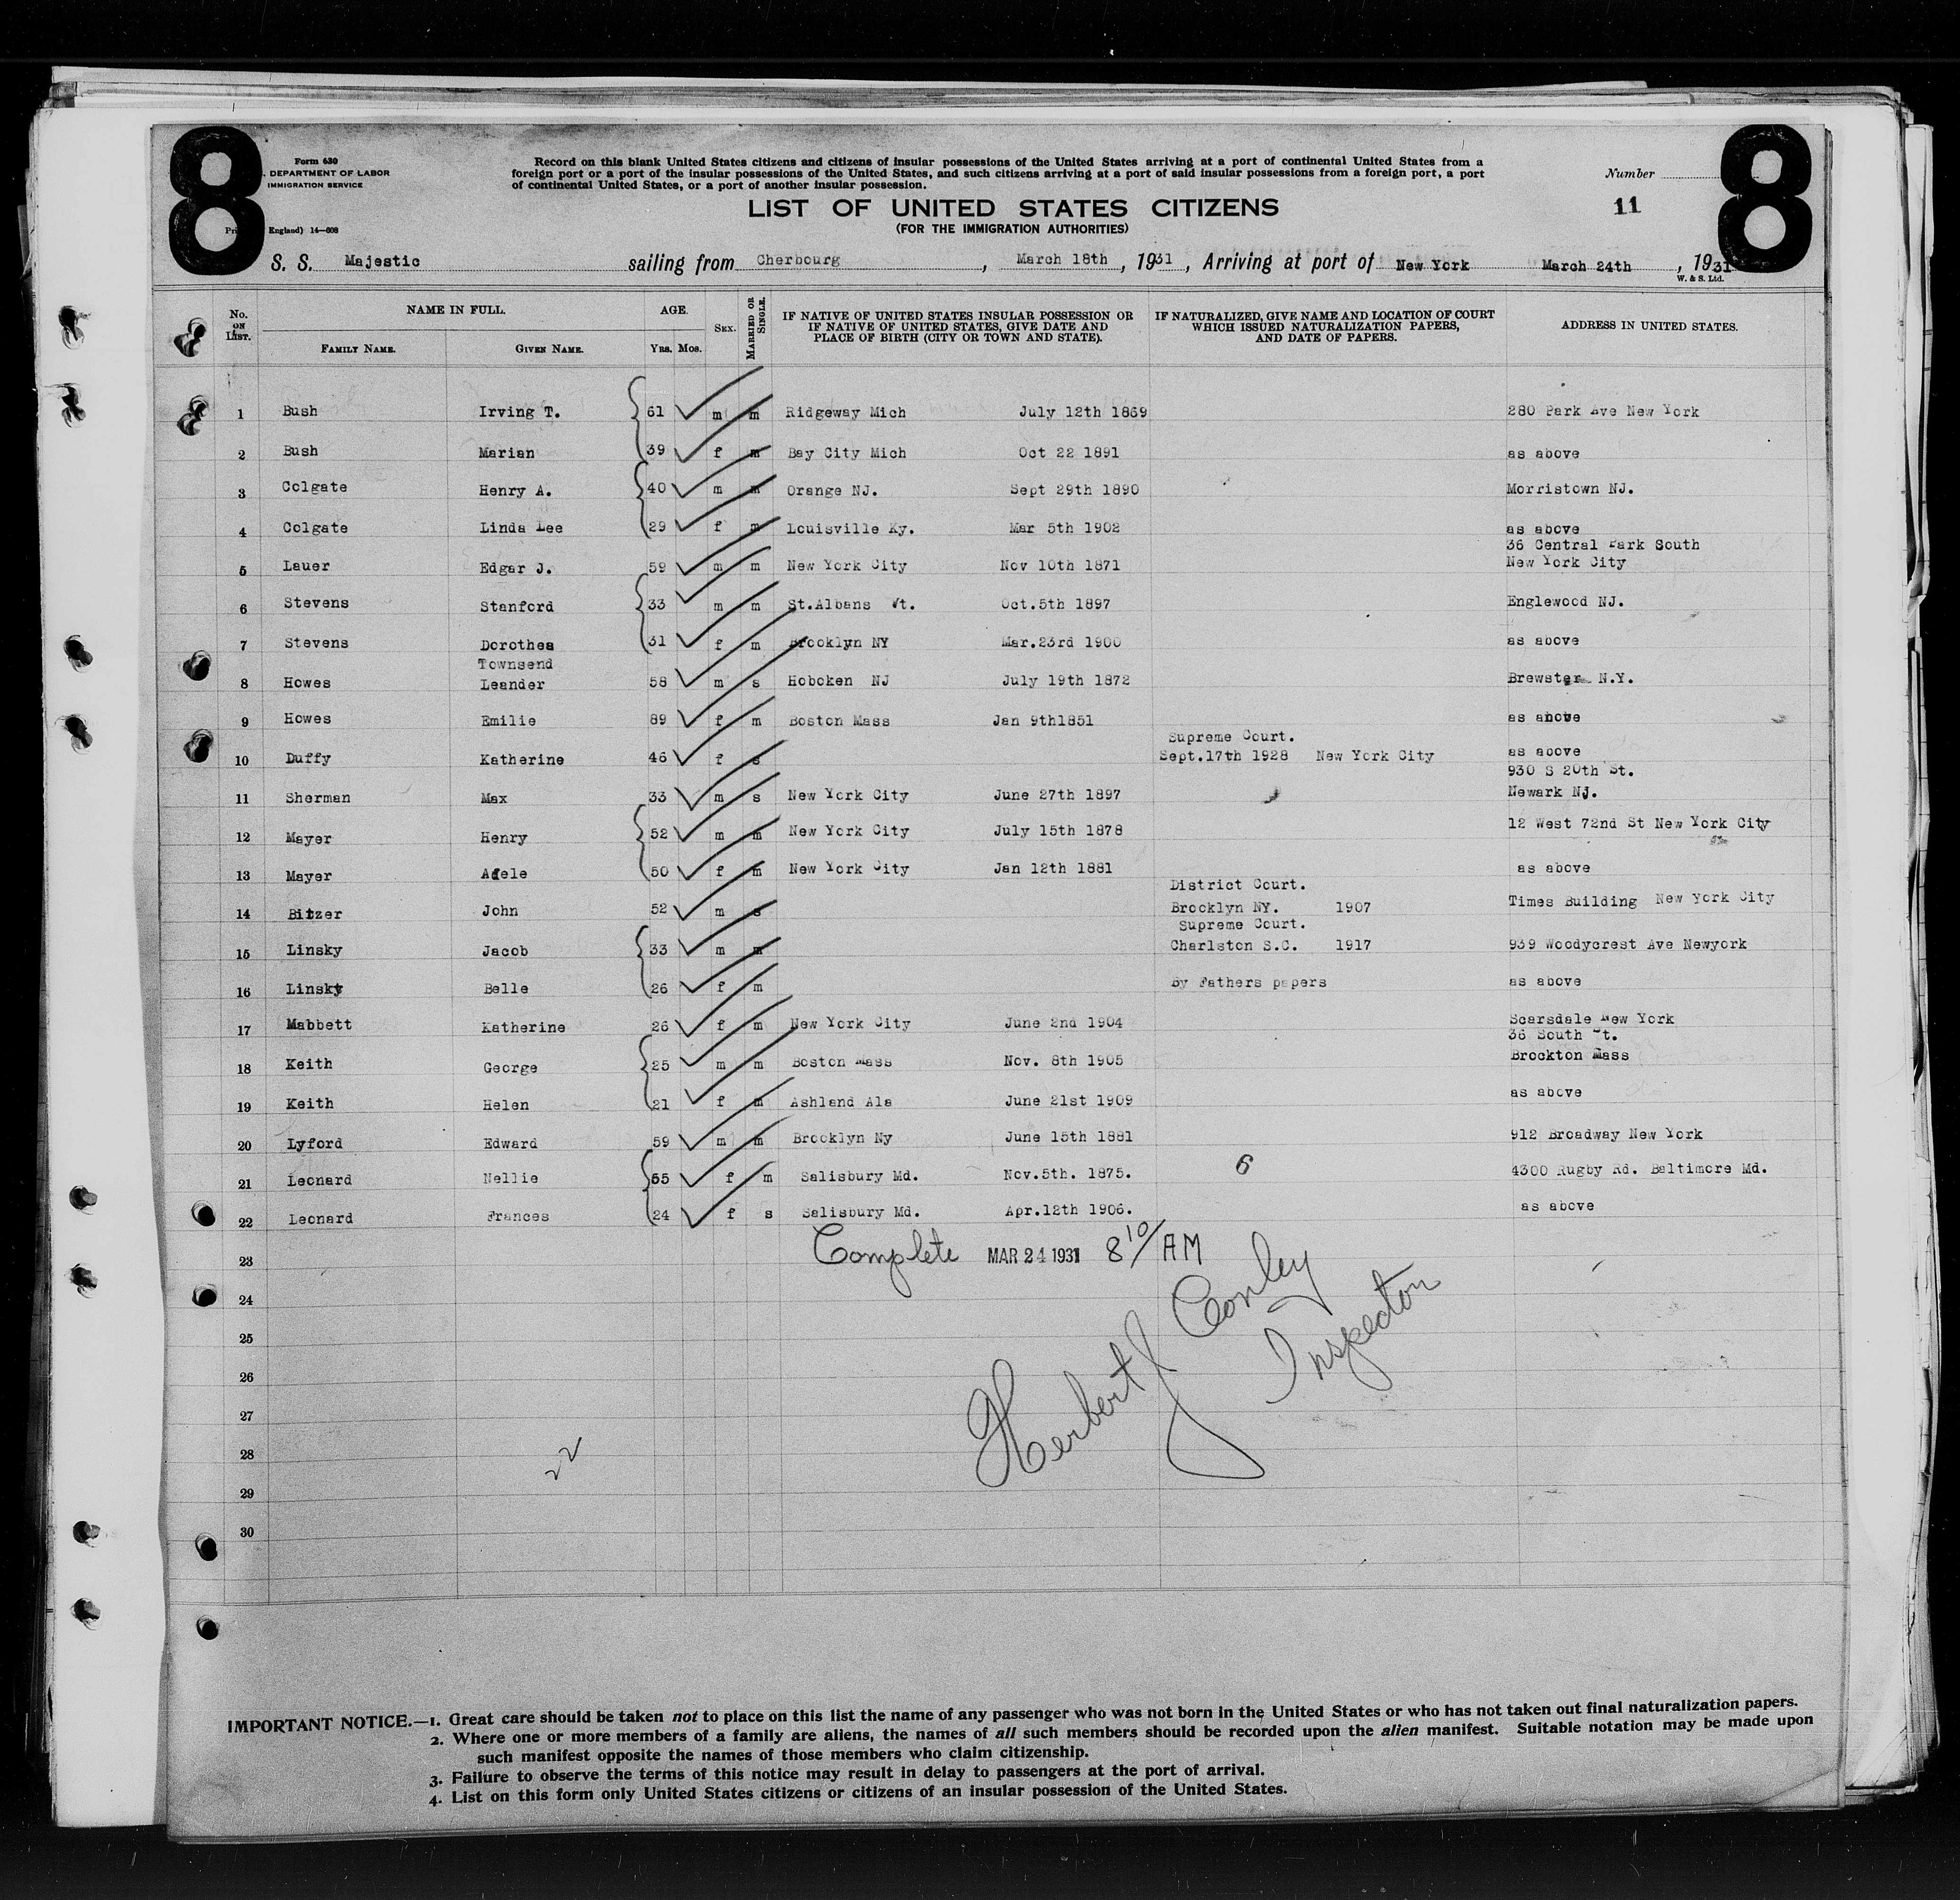 8
8
Form 630
. DEPARTMENT OF LABOR
IMMIGRATION SERVICE
England) 14—608
Record on this blank United States citizens and citizens of insular possessions of the United States arriving at a port of continental United States from a
foreign port or a port of the insular possessions of the United States, and such citizens arriving at a port of said insular possessions from a foreign port, a port
of continental United States, or a port of another insular possession.
Number
11
LIST OF UNITED STATES CITIZENS
(FOR THE IMMIGRATION AUTHORITIES)
S. S. Majestic sailing from Cherbourg, March 18th, 1931, Arriving at port of New York March 24th, 1931
W. & S. Ltd.
No. ON LIST. NAME IN FULL. FAMILY NAME. GIVEN NAME. AGE. YRS. MOS. SEX. MARRIED OR SINGLE. IF NATIVE OF UNITED STATES INSULAR POSSESSION OR IF NATIVE OF UNITED STATES, GIVE DATE AND PLACE OF BIRTH (CITY OR TOWN AND STATE). IF NATURALIZED, GIVE NAME AND LOCATION OF COURT WHICH ISSUED NATURALIZATION PAPERS, AND DATE OF PAPERS. ADDRESS IN UNITED STATES.
1 Bush Irving T. 61 m m Ridgeway Mich July 12th 1869 280 Park Ave New York
2 Bush Marian 39 f m Bay City Mich Oct 22 1891 as above
3 Colgate Henry A. 40 m m Orange NJ. Sept 29th 1890 Morristown NJ.
4 Colgate Linda Lee 29 f m Louisville Ky. Mar 5th 1902 as above
36 Central Park South
5 Lauer Edgar J. 59 m m New York City Nov 10th 1871 New York City
6 Stevens Stanford 33 m m St.Albans Vt. Oct.5th 1897 Englewood NJ.
7 Stevens Dorothea 31 f m Brooklyn NY Mar.23rd 1900 as above
Townsend
8 Howes Leander 58 m s Hoboken NJ July 19th 1872 Brewster N.Y.
9 Howes Emilie 89 f m Boston Mass Jan 9th1851 as above
Supreme Court.
10 Duffy Katherine 46 f s Sept.17th 1928 New York City as above
930 S 20th St.
11 Sherman Max 33 m s New York City June 27th 1897 Newark NJ.
12 Mayer Henry 52 m m New York City July 15th 1878 12 West 72nd St New York City
13 Mayer Adele 50 f m New York City Jan 12th 1881 as above
District Court.
14 Bitzer John 52 m s Brooklyn NY. 1907 Times Building New York City
Supreme Court.
15 Linsky Jacob 33 m m Charlston S.C. 1917 939 Woodycrest Ave Newyork
16 Linsky Belle 26 f m By Fathers papers as above
17 Mabbett Katherine 26 f m New York City June 2nd 1904 Scarsdale New York
36 South St.
18 Keith George 25 m m Boston Mass Nov. 8th 1905 Brockton Mass
19 Keith Helen 21 f m Ashland Ala June 21st 1909 as above
20 Lyford Edward 59 m m Brooklyn Ny June 15th 1881 912 Broadway New York
21 Leonard Nellie 55 f m Salisbury Md. Nov.5th. 1875. 6 4300 Rugby Rd. Baltimore Md.
22 Leonard Frances 24 f s Salisbury Md. Apr.12th 1906. as above
23 Complete MAR 24 1931 8 10/ AM
24
25
26
27
28
29
30
Herbert J Conley
Inspector
22
IMPORTANT NOTICE.—1. Great care should be taken not to place on this list the name of any passenger who was not born in the United States or who has not taken out final naturalization papers.
2. Where one or more members of a family are aliens, the names of all such members should be recorded upon the alien manifest. Suitable notation may be made upon
such manifest opposite the names of those members who claim citizenship.
3. Failure to observe the terms of this notice may result in delay to passengers at the port of arrival.
4. List on this form only United States citizens or citizens of an insular possession of the United States.